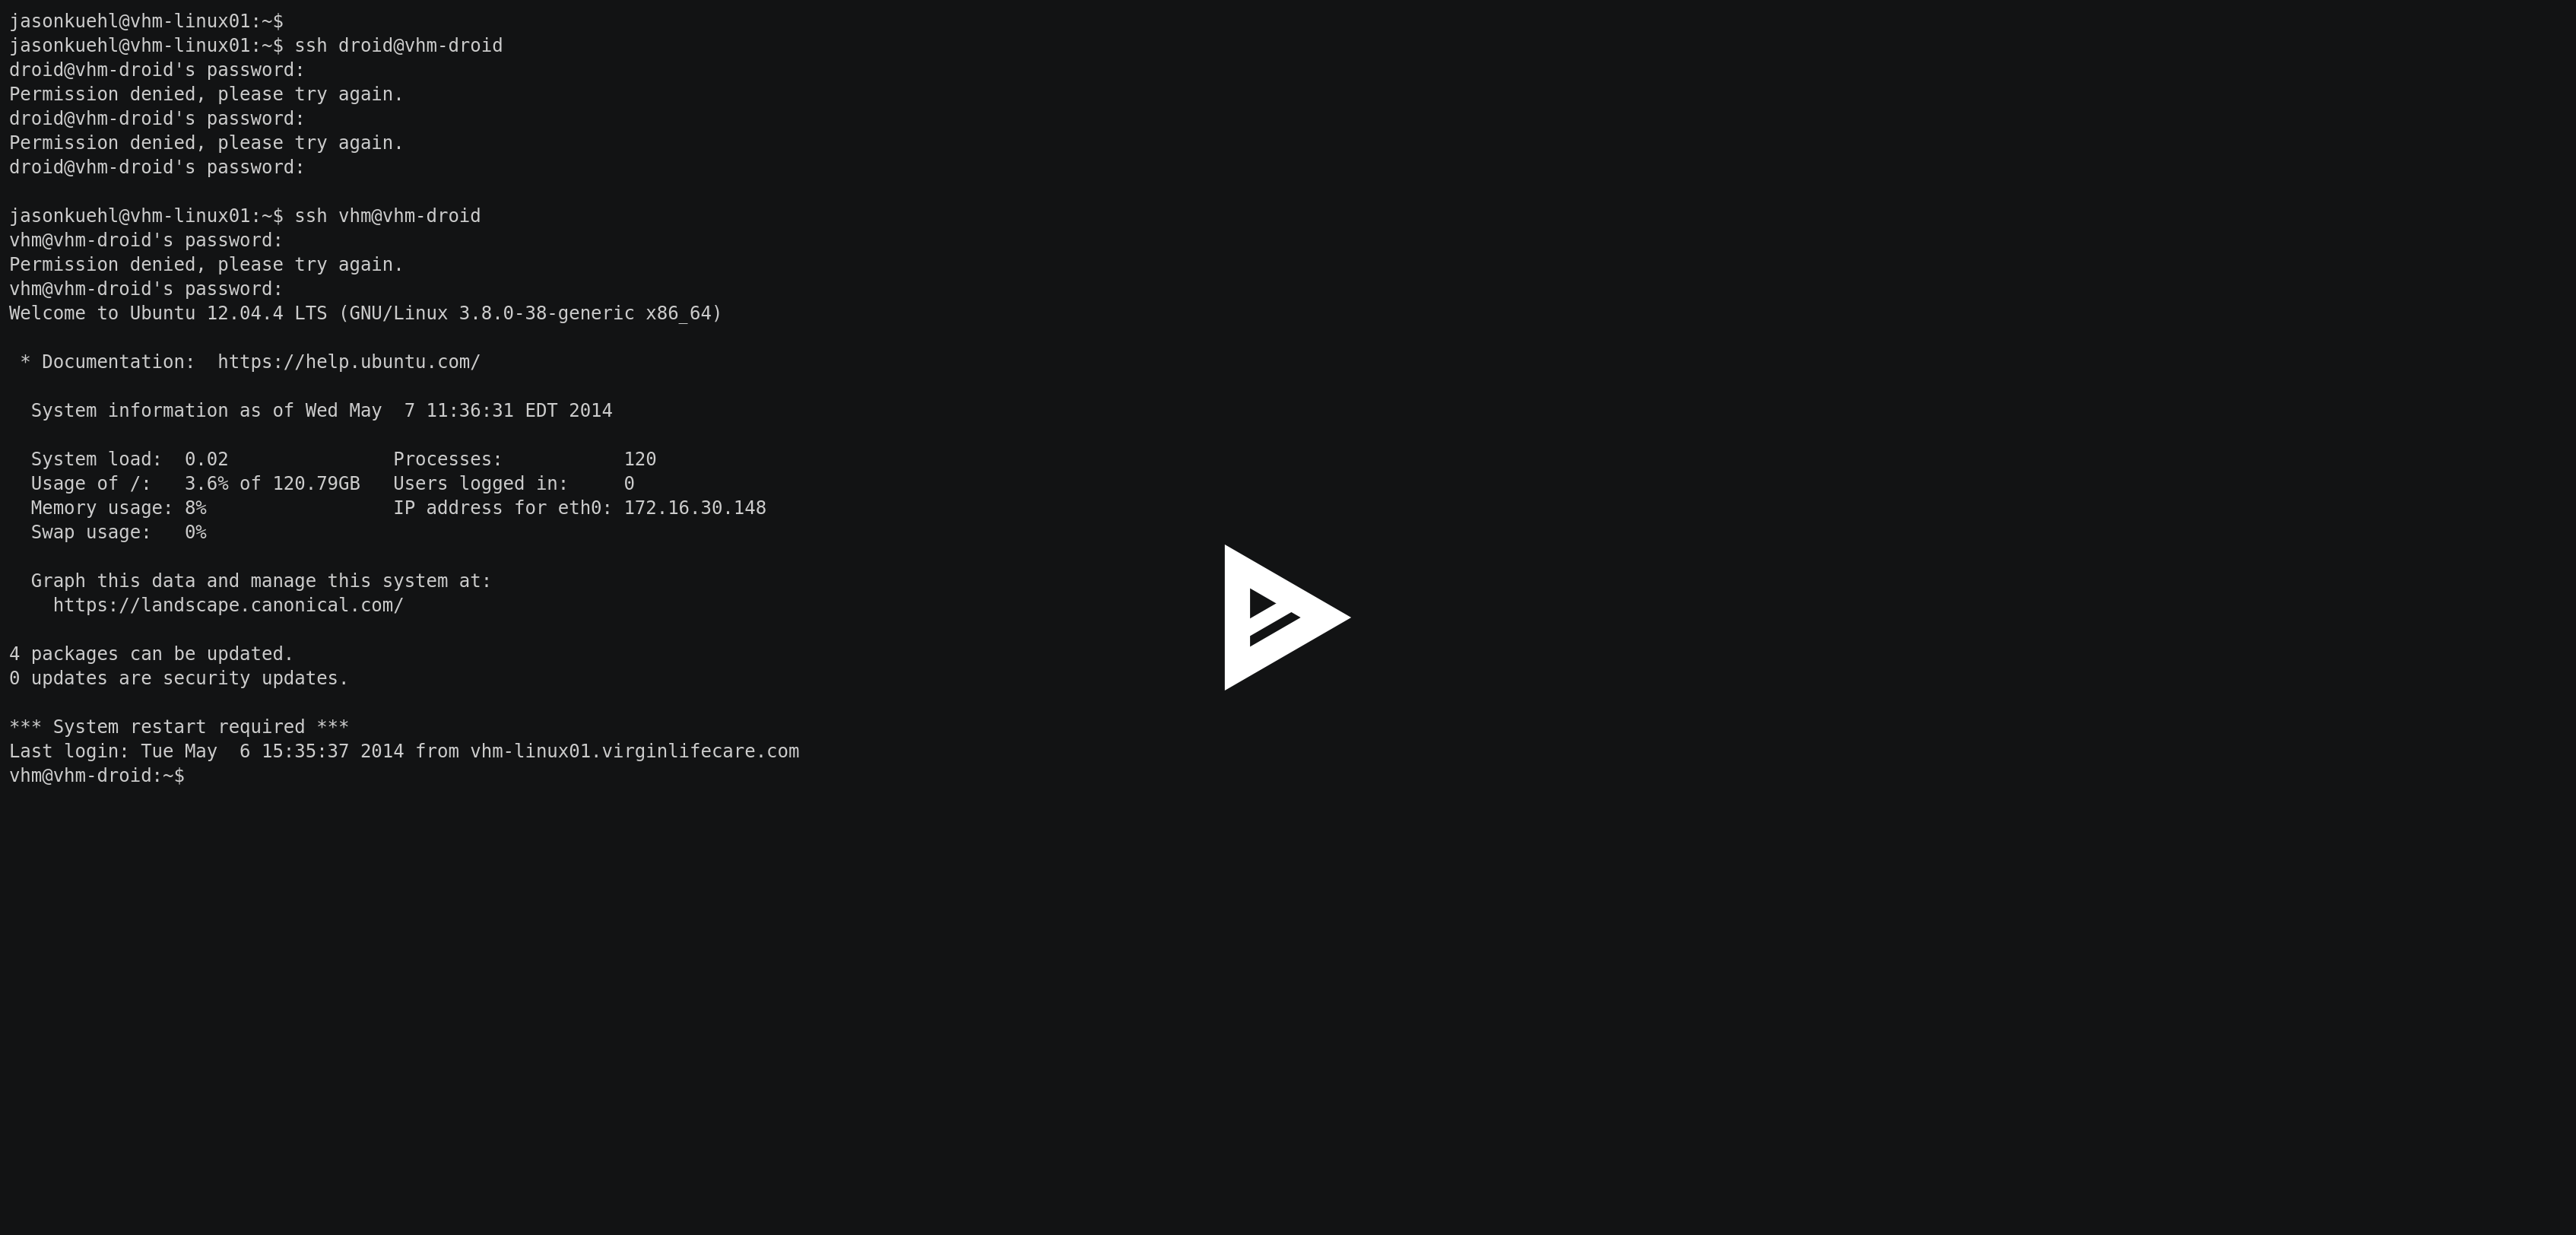 jasonkuehl@vhm-linux01:~$
jasonkuehl@vhm-linux01:~$ ssh droid@vhm-droid
droid@vhm-droid's password:
Permission denied, please try again.
droid@vhm-droid's password:
Permission denied, please try again.
droid@vhm-droid's password:

jasonkuehl@vhm-linux01:~$ ssh vhm@vhm-droid
vhm@vhm-droid's password:
Permission denied, please try again.
vhm@vhm-droid's password:
Welcome to Ubuntu 12.04.4 LTS (GNU/Linux 3.8.0-38-generic x86_64)

 * Documentation:  https://help.ubuntu.com/

  System information as of Wed May  7 11:36:31 EDT 2014

  System load:  0.02               Processes:           120
  Usage of /:   3.6% of 120.79GB   Users logged in:     0
  Memory usage: 8%                 IP address for eth0: 172.16.30.148
  Swap usage:   0%

  Graph this data and manage this system at:
    https://landscape.canonical.com/

4 packages can be updated.
0 updates are security updates.

*** System restart required ***
Last login: Tue May  6 15:35:37 2014 from vhm-linux01.virginlifecare.com
vhm@vhm-droid:~$